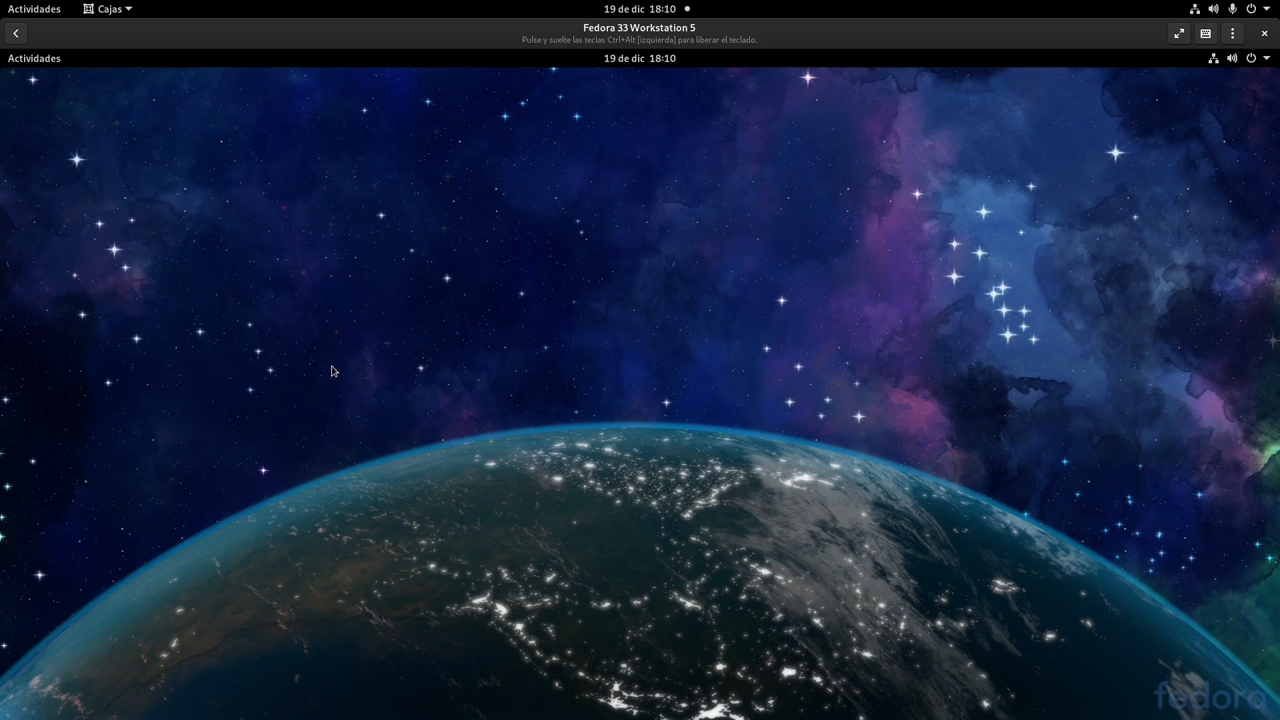 Actividades Cajas 19 de dic 18:10
Fedora 33 Workstation 5
Pulse y suelte las teclas Ctrl+Alt [izquierda] para liberar el teclado.
Actividades 19 de dic 18:10
fedora